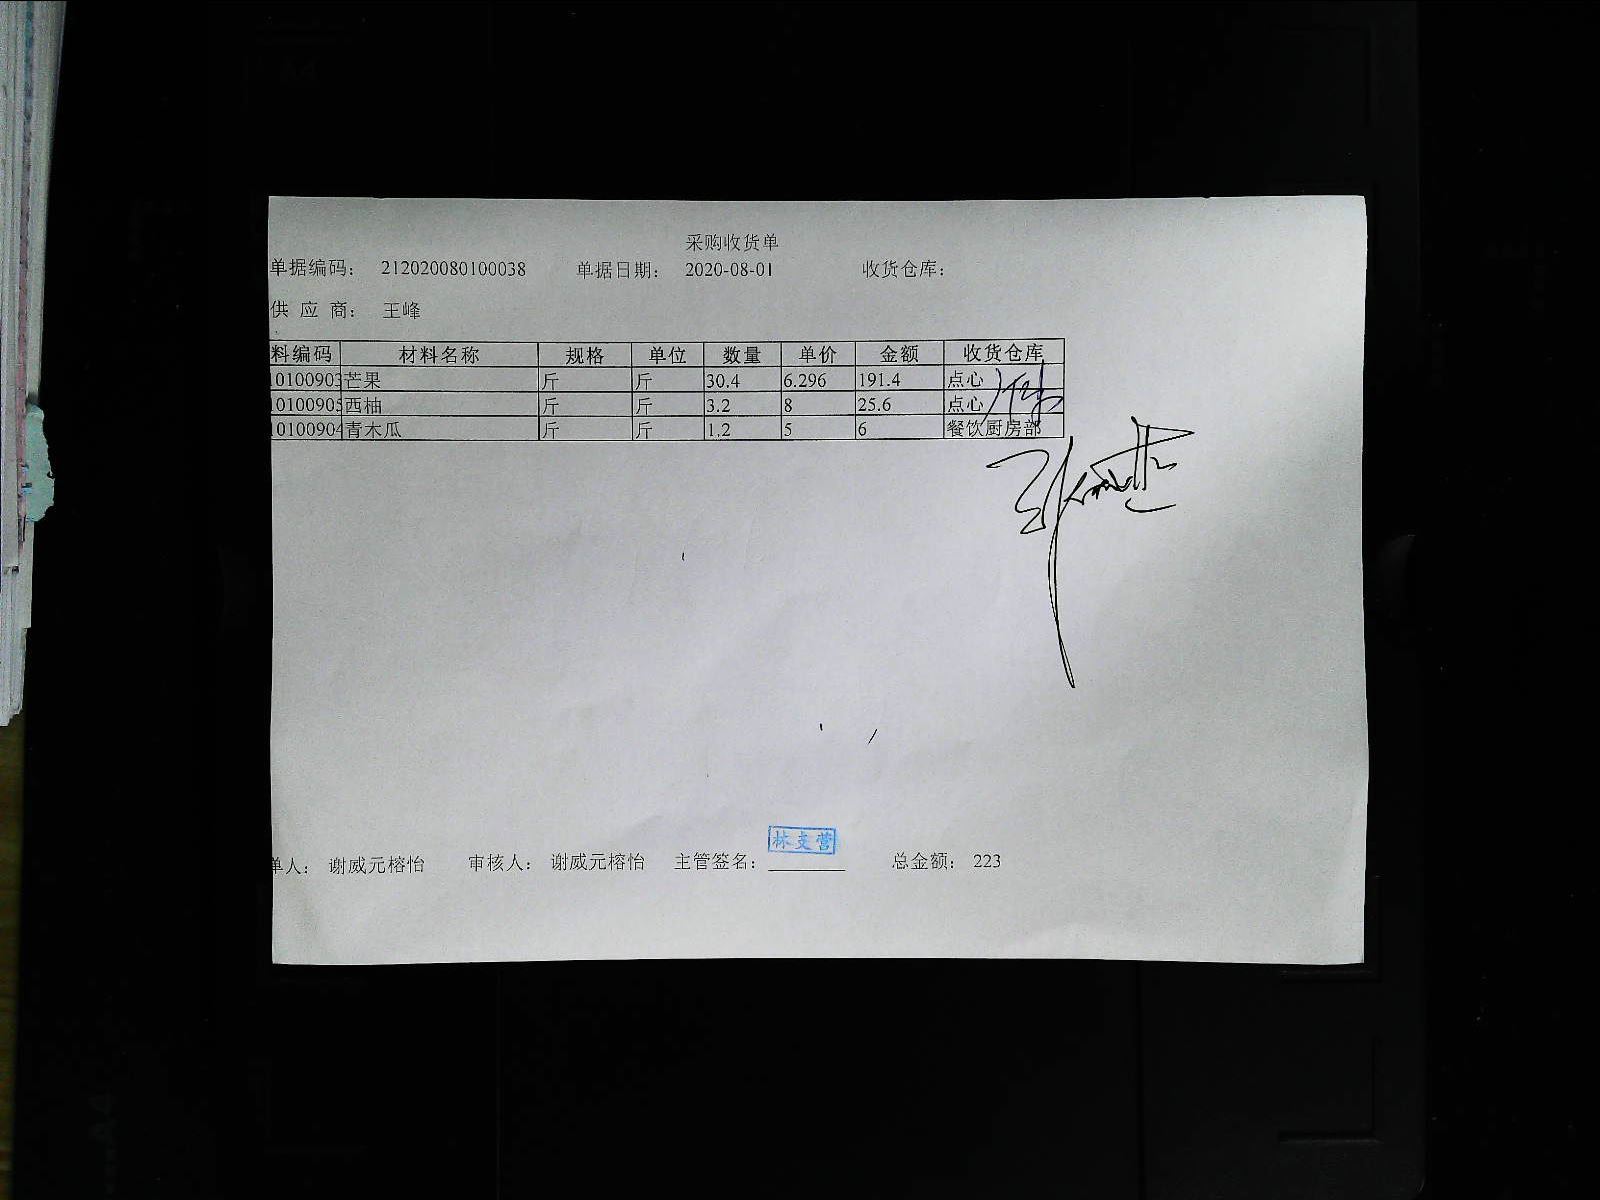 采购收货单
单据编码： 212020080100038 单据日期： 2020-08-01 收货仓库：
供 应 商： 王峰
料编码 材料名称 规格 单位 数量 单价 金额 收货仓库
10100903 芒果 斤 斤 30.4 6.296 191.4 点心
10100905 西柚 斤 斤 3.2 8 25.6 点心
10100904 青木瓜 斤 斤 1.2 5 6 餐饮厨房部
林支营
单人： 谢威元榕怡 审核人： 谢威元榕怡 主管签名： 总金额： 223